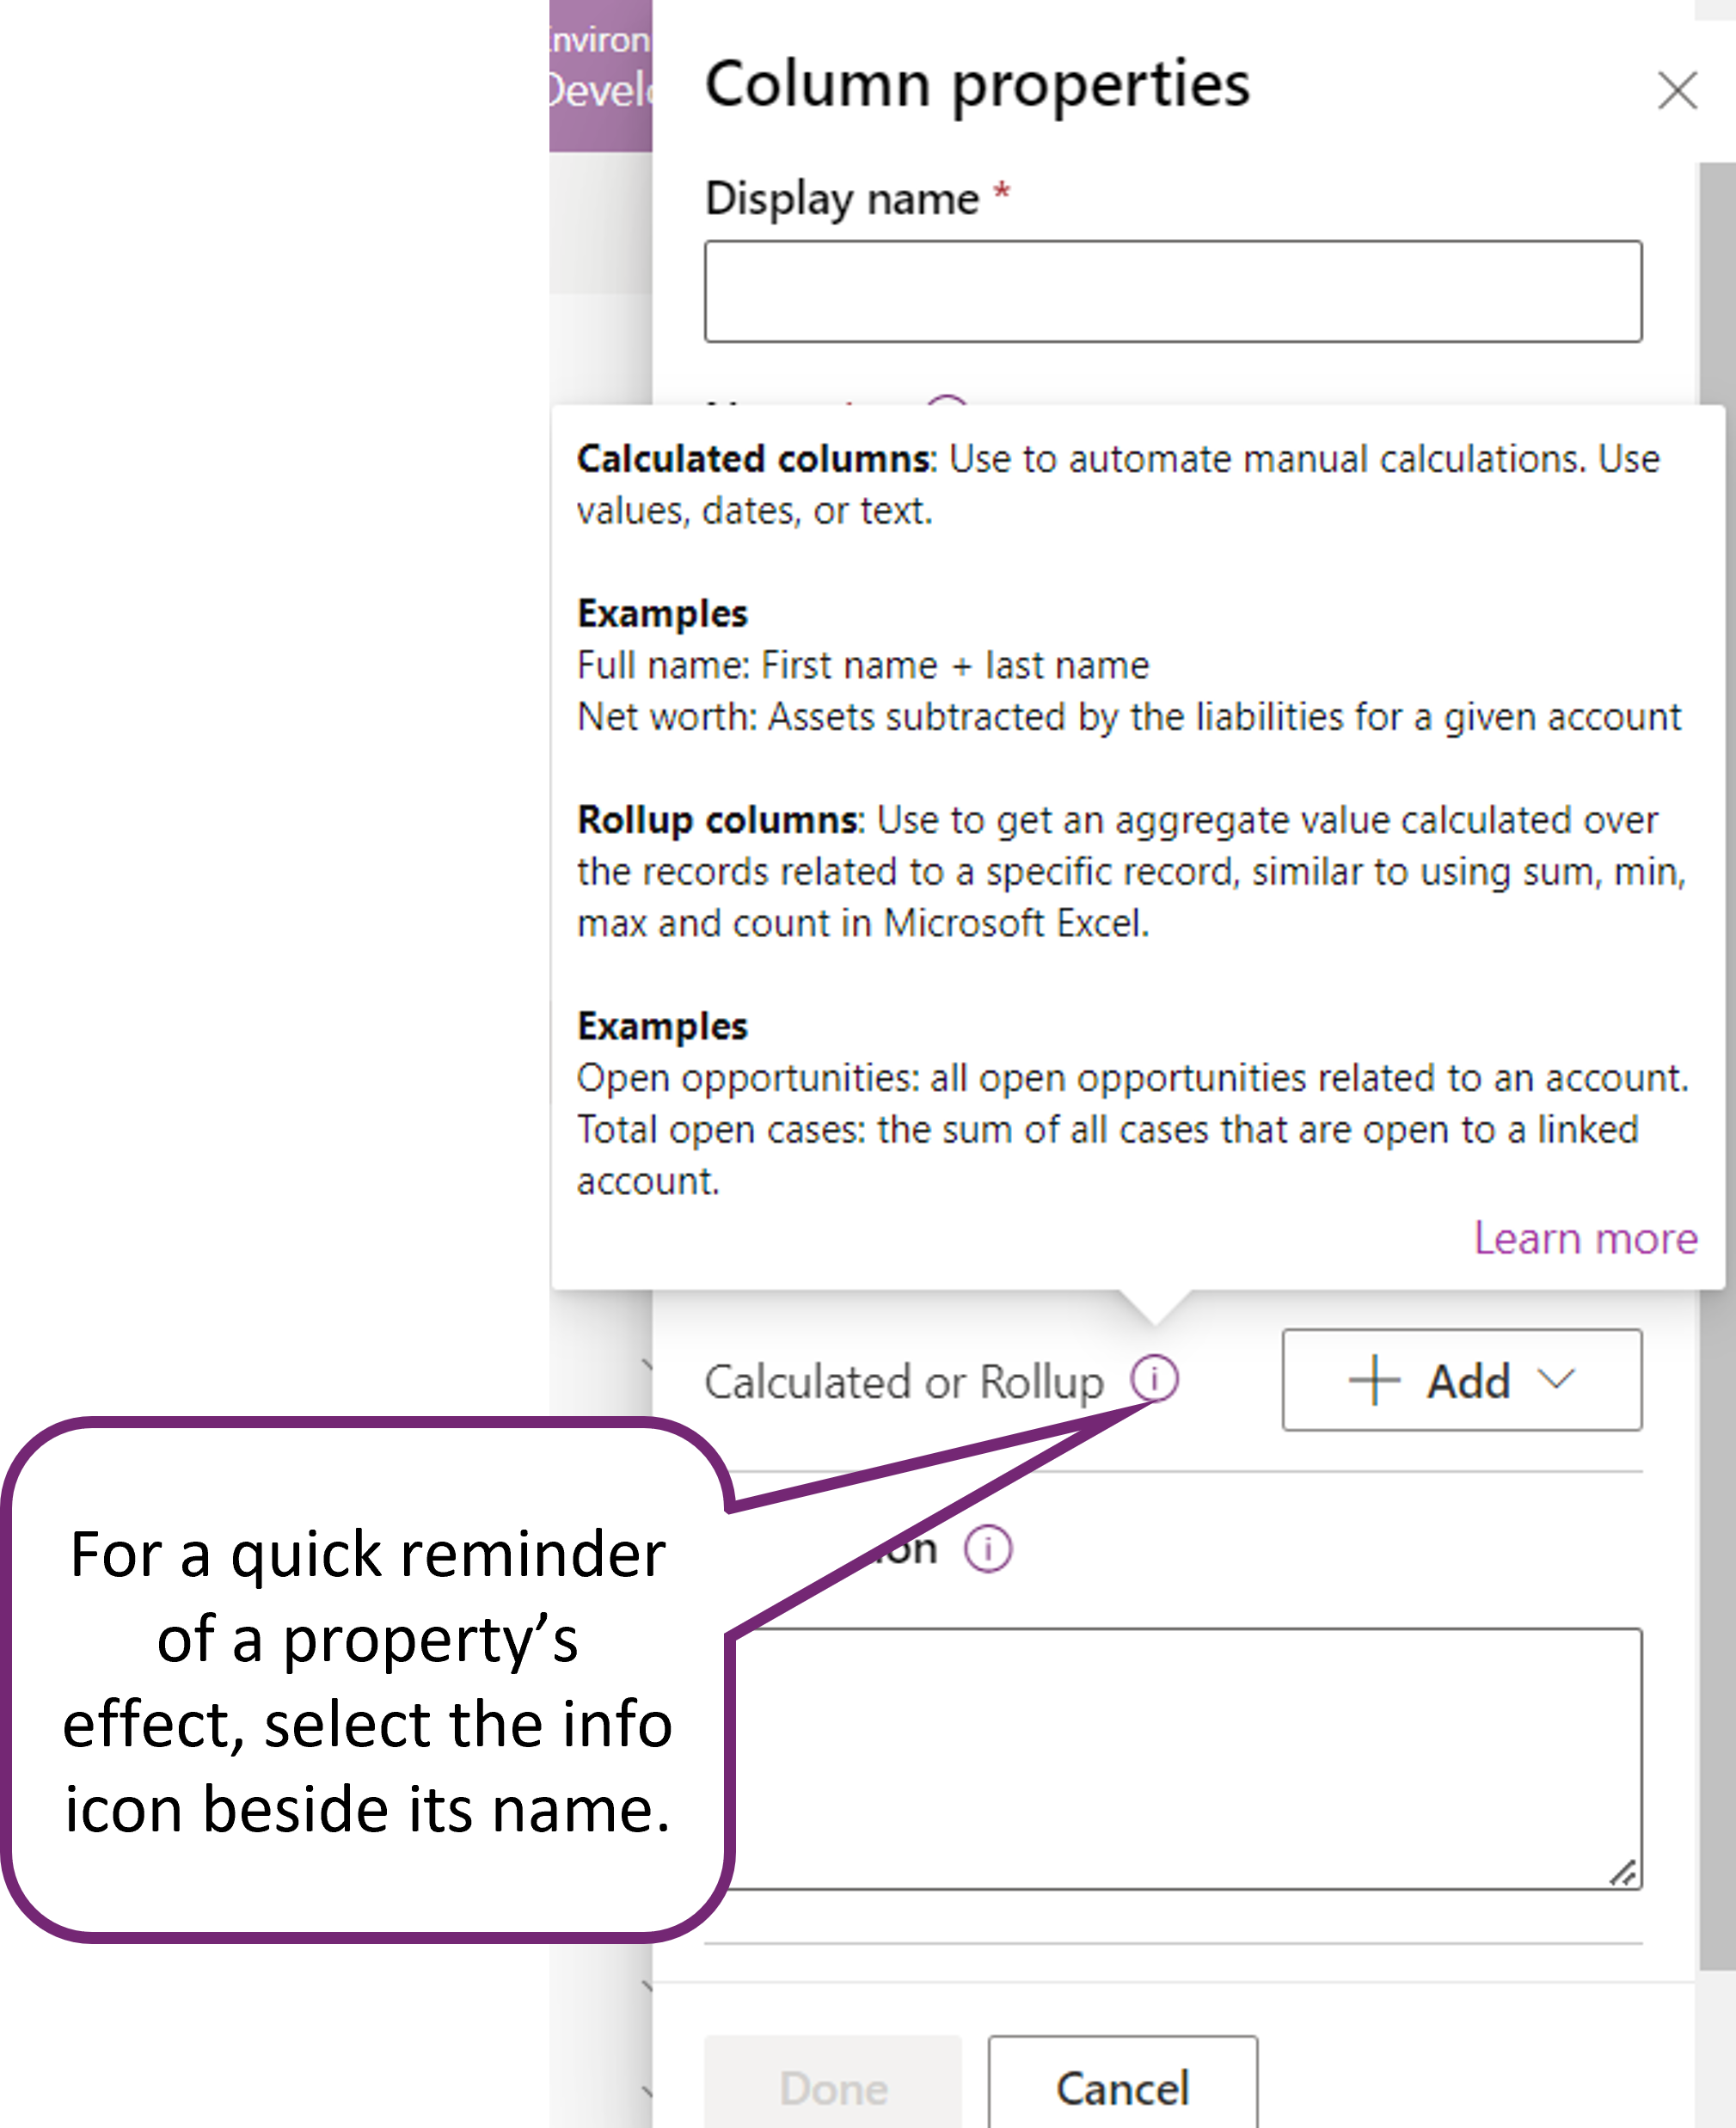 Column properties
Display name *
Calculated columns: Use to automate manual calculations. Use
values, dates, or text.
Examples
Full name: First name + last name
Net worth: Assets subtracted by the liabilities for a given account
Rollup columns: Use to get an aggregate value calculated over
the records related to a specific record, similar to using sum, min,
max and count in Microsoft Excel.
Examples
Open opportunities: all open opportunities related to an account.
Total open cases: the sum of all cases that are open to a linked
account.
Learn more
Calculated or Rollup
Add
For a quick reminder
of a property’s
effect, select the info
icon beside its name.
Done
Cancel